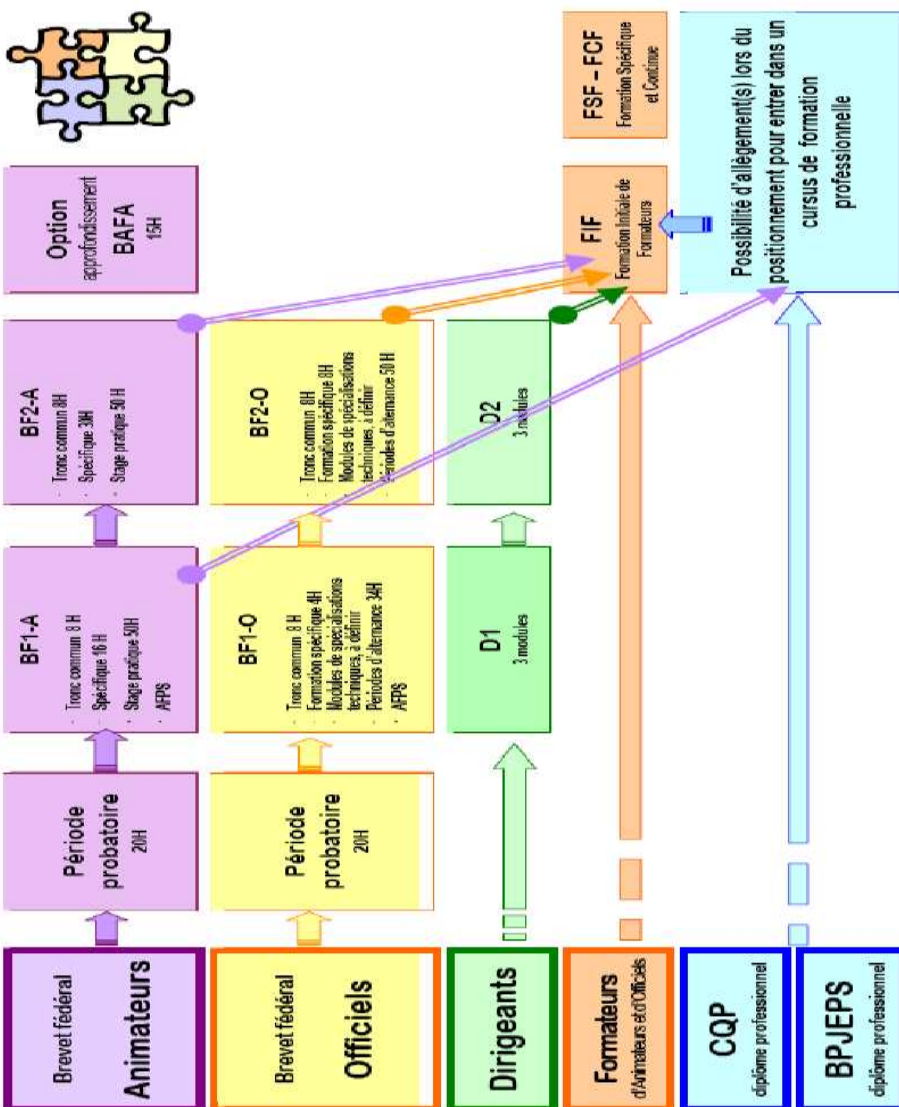 Brevet fédéral
Animateurs
Période
probatoire
20H
BF1-A
- Tronc commun 8 H
- Spécifique 16 H
- Stage pratique 50H
- AFPS
BF2-A
- Tronc commun 8H
- Spécifique 30H
- Stage pratique 50 H
Option
approfondissement
BAFA
15H
Brevet fédéral
Officiels
Période
probatoire
20H
BF1-O
- Tronc commun 8 H
- Formation spécifique 4H
- Modules de spécialisations
techniques, à définir
- Périodes d'alternance 34H
- AFPS
BF2-O
- Tronc commun 8H
- Formation spécifique 8H
- Modules de spécialisations
techniques, à définir
- Périodes d'alternance 50 H
Dirigeants
D1
3 modules
D2
3 modules
Formateurs
d'Animateurs et d'Officiels
FIF
Formation Initiale de
Formateurs
FSF – FCF
Formation Spécifique
et Continue
CQP
diplôme professionnel
BPJEPS
diplôme professionnel
Possibilité d'allègement(s) lors du
positionnement pour entrer dans un
cursus de formation
professionnelle